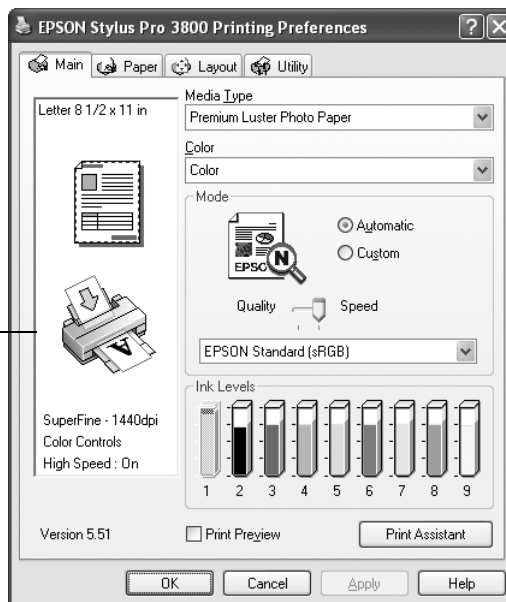 EPSON Stylus Pro 3800 Printing Preferences
Main Paper Layout Utility
Letter 8 1/2 x 11 in
SuperFine - 1440dpi
Color Controls
High Speed : On
Version 5.51
Media Type
Premium Luster Photo Paper
Color
Color
Mode
EPSO
N
Automatic
Custom
Quality Speed
EPSON Standard (sRGB)
Ink Levels
1 2 3 4 5 6 7 8 9
Print Preview
Print Assistant
OK Cancel Apply Help
A